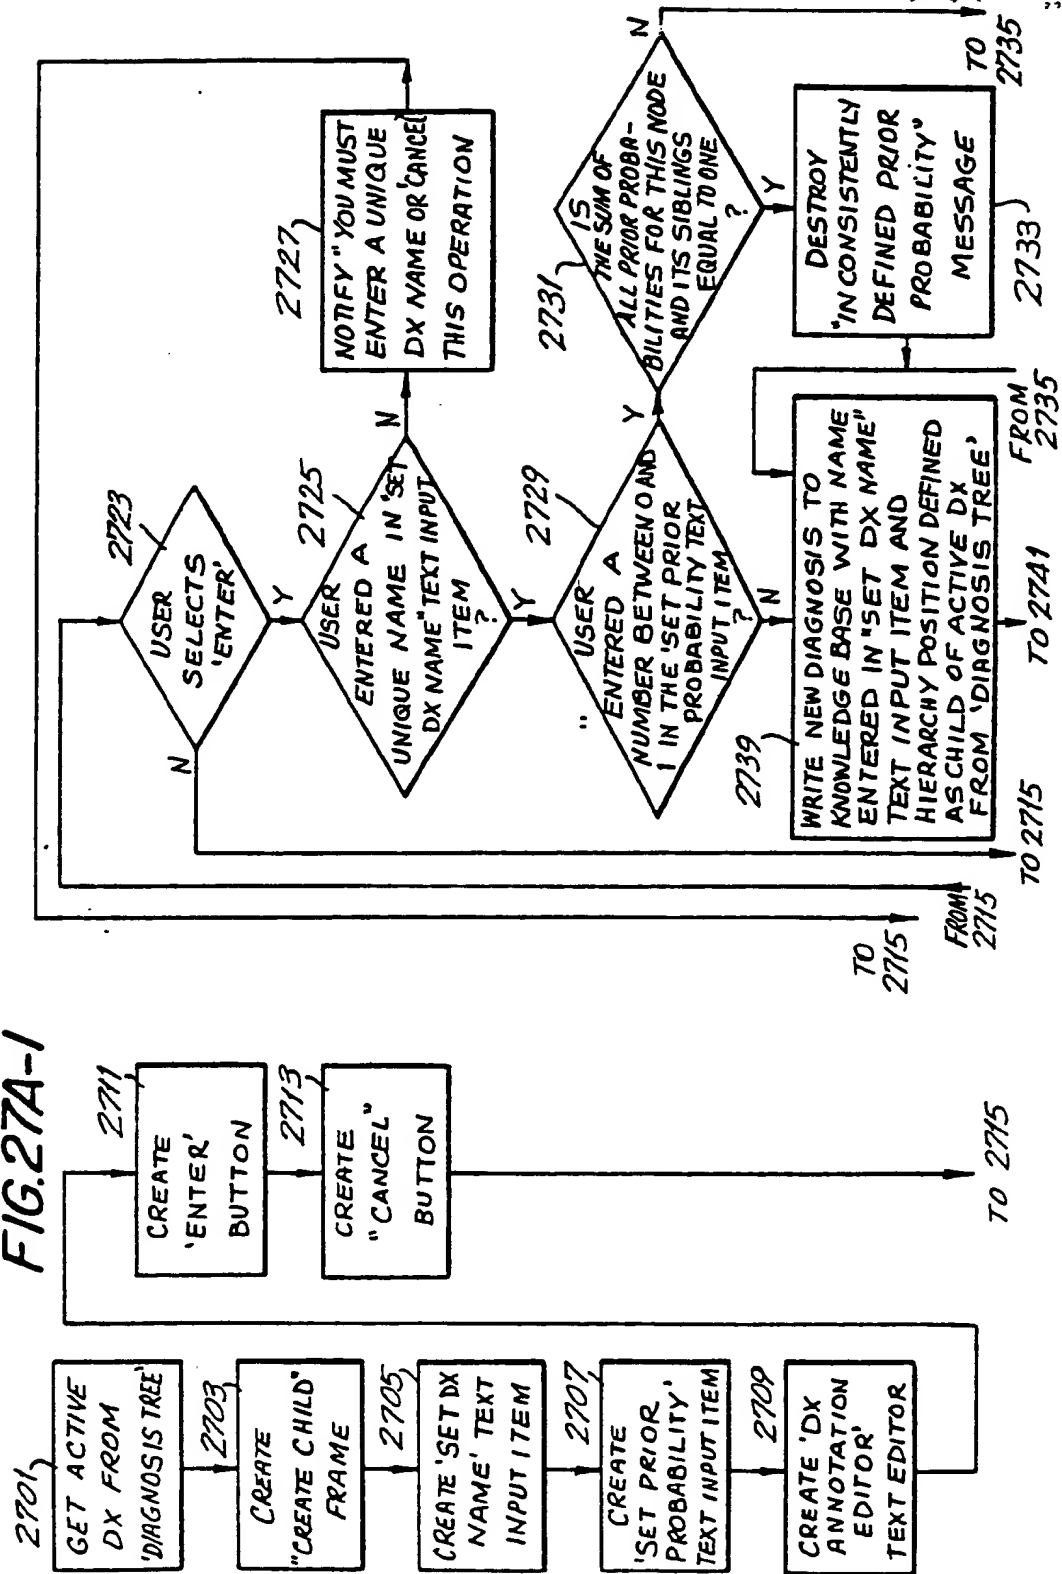 FIG.27A-1
2701
GET ACTIVE
DX FROM
'DIAGNOSIS TREE'
2703
CREATE
"CREATE CHILD"
FRAME
2705
CREATE 'SET DX
NAME' TEXT
INPUT ITEM
2707
CREATE
'SET PRIOR
PROBABILITY'
TEXT INPUT ITEM
2709
CREATE 'DX
ANNOTATION
EDITOR'
TEXT EDITOR
2711
CREATE
'ENTER'
BUTTON
2713
CREATE
"CANCEL"
BUTTON
TO 2715
TO
2715
FROM
2715
TO 2715
2723
USER
SELECTS
'ENTER'
N
Y
2725
USER
ENTERED A
UNIQUE NAME IN 'SET
DX NAME" TEXT INPUT
ITEM
?
N
Y
2727
NOTIFY "YOU MUST
ENTER A UNIQUE
DX NAME OR 'CANCEL'
THIS OPERATION
2729
USER
" ENTERED A
NUMBER BETWEEN 0 AND
1 IN THE 'SET PRIOR
PROBABILITY TEXT
INPUT ITEM
?
Y
N
2731
IS
THE SUM OF
ALL PRIOR PROBA-
BILITIES FOR THIS NODE
AND ITS SIBLINGS
EQUAL TO ONE
?
N
Y
TO
2735
2733
DESTROY
"IN CONSISTENTLY
DEFINED PRIOR
PROBABILITY"
MESSAGE
2739
WRITE NEW DIAGNOSIS TO
KNOWLEDGE BASE WITH NAME
ENTERED IN "SET DX NAME"
TEXT INPUT ITEM AND
HIERARCHY POSITION DEFINED
AS CHILD OF ACTIVE DX
FROM 'DIAGNOSIS TREE'
FROM
2735
TO 2741